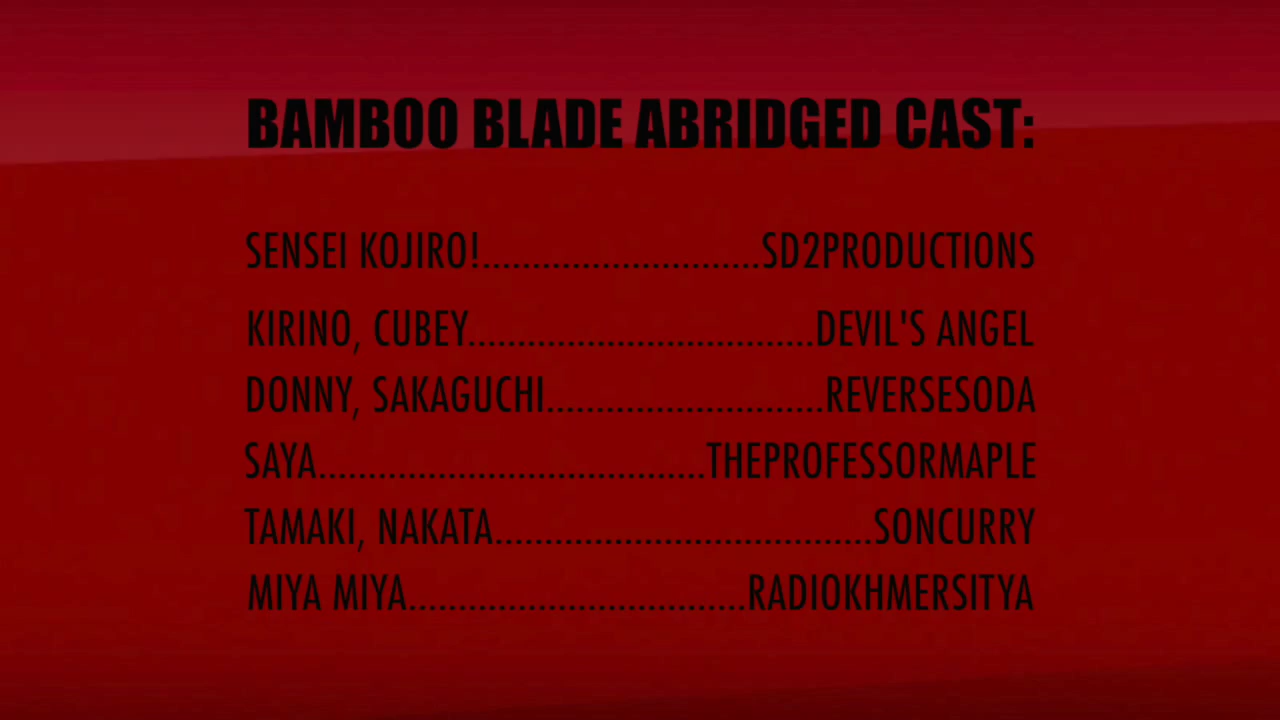 BAMBOO BLADE ABRIDGED CAST:
SENSEI KOJIRO!............................SD2PRODUCTIONS
KIRINO, CUBEY...................................DEVIL'S ANGEL
DONNY, SAKAGUCHI............................REVERSESODA
SAYA.......................................THEPROFESSORMAPLE
TAMAKI, NAKATA......................................SONCURRY
MIYA MIYA..................................RADIOKHMERSITYA